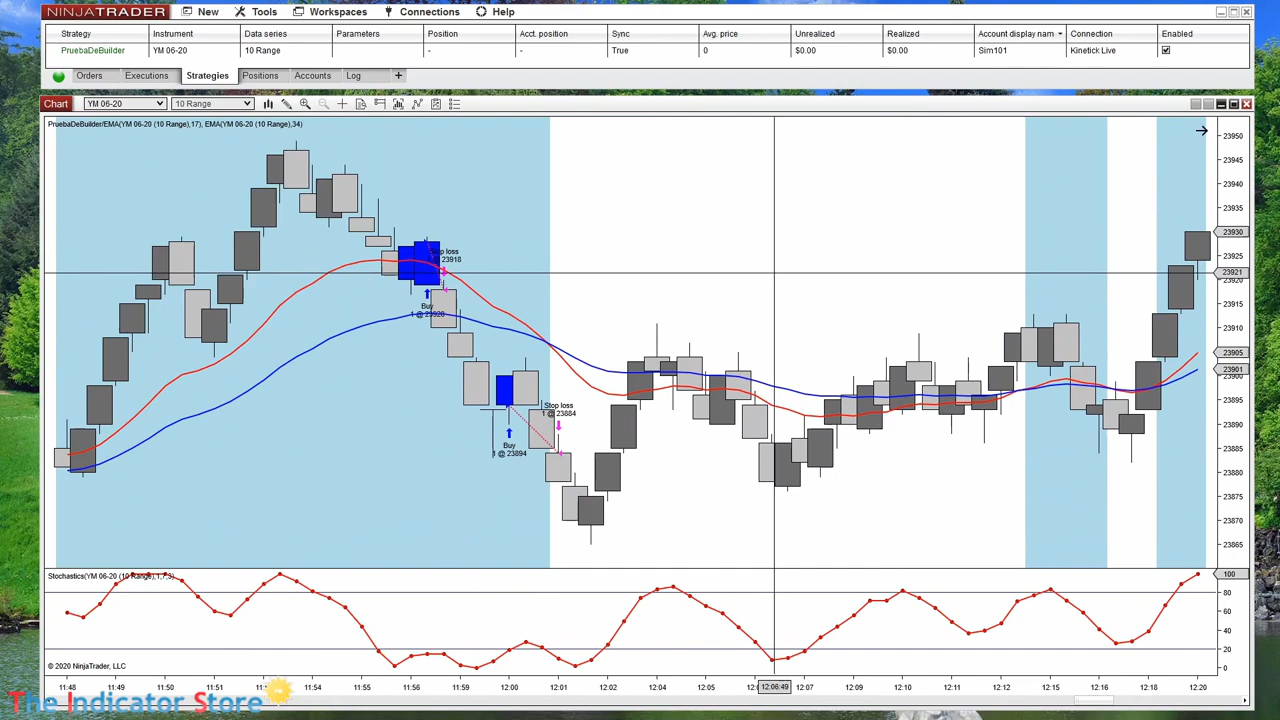 NINJATRADER New Tools Workspaces Connections Help
Strategy Instrument Data series Parameters Position Acct. position Sync Avg. price Unrealized Realized Account display nam Connection Enabled
PruebaDeBuilder YM 06-20 10 Range - - True 0 $0.00 $0.00 Sim101 Kinetick Live
Orders Executions Strategies Positions Accounts Log +
Chart YM 06-20 10 Range
PruebaDeBuilder/EMA(YM 06-20 (10 Range),17), EMA(YM 06-20 (10 Range),34)
23950
23945
23940
23935
23930
Stop loss
@ 23918
23925
23921
23915
Buy
1 @ 23928
23910
23905
23901
23900
23895
Stop loss
1 @ 23884
23890
23885
Buy
1 @ 23894
23880
23875
23870
23865
Stochastics(YM 06-20 (10 Range),1,7,3)
100
80
60
40
20
0
© 2020 NinjaTrader, LLC
11:48 11:49 11:50 11:54 11:55 11:56 11:59 12:00 12:01 12:02 12:04 12:05 12:06:49 12:07 12:09 12:10 12:12 12:15 12:16 12:18 12:20
The Indicator Store